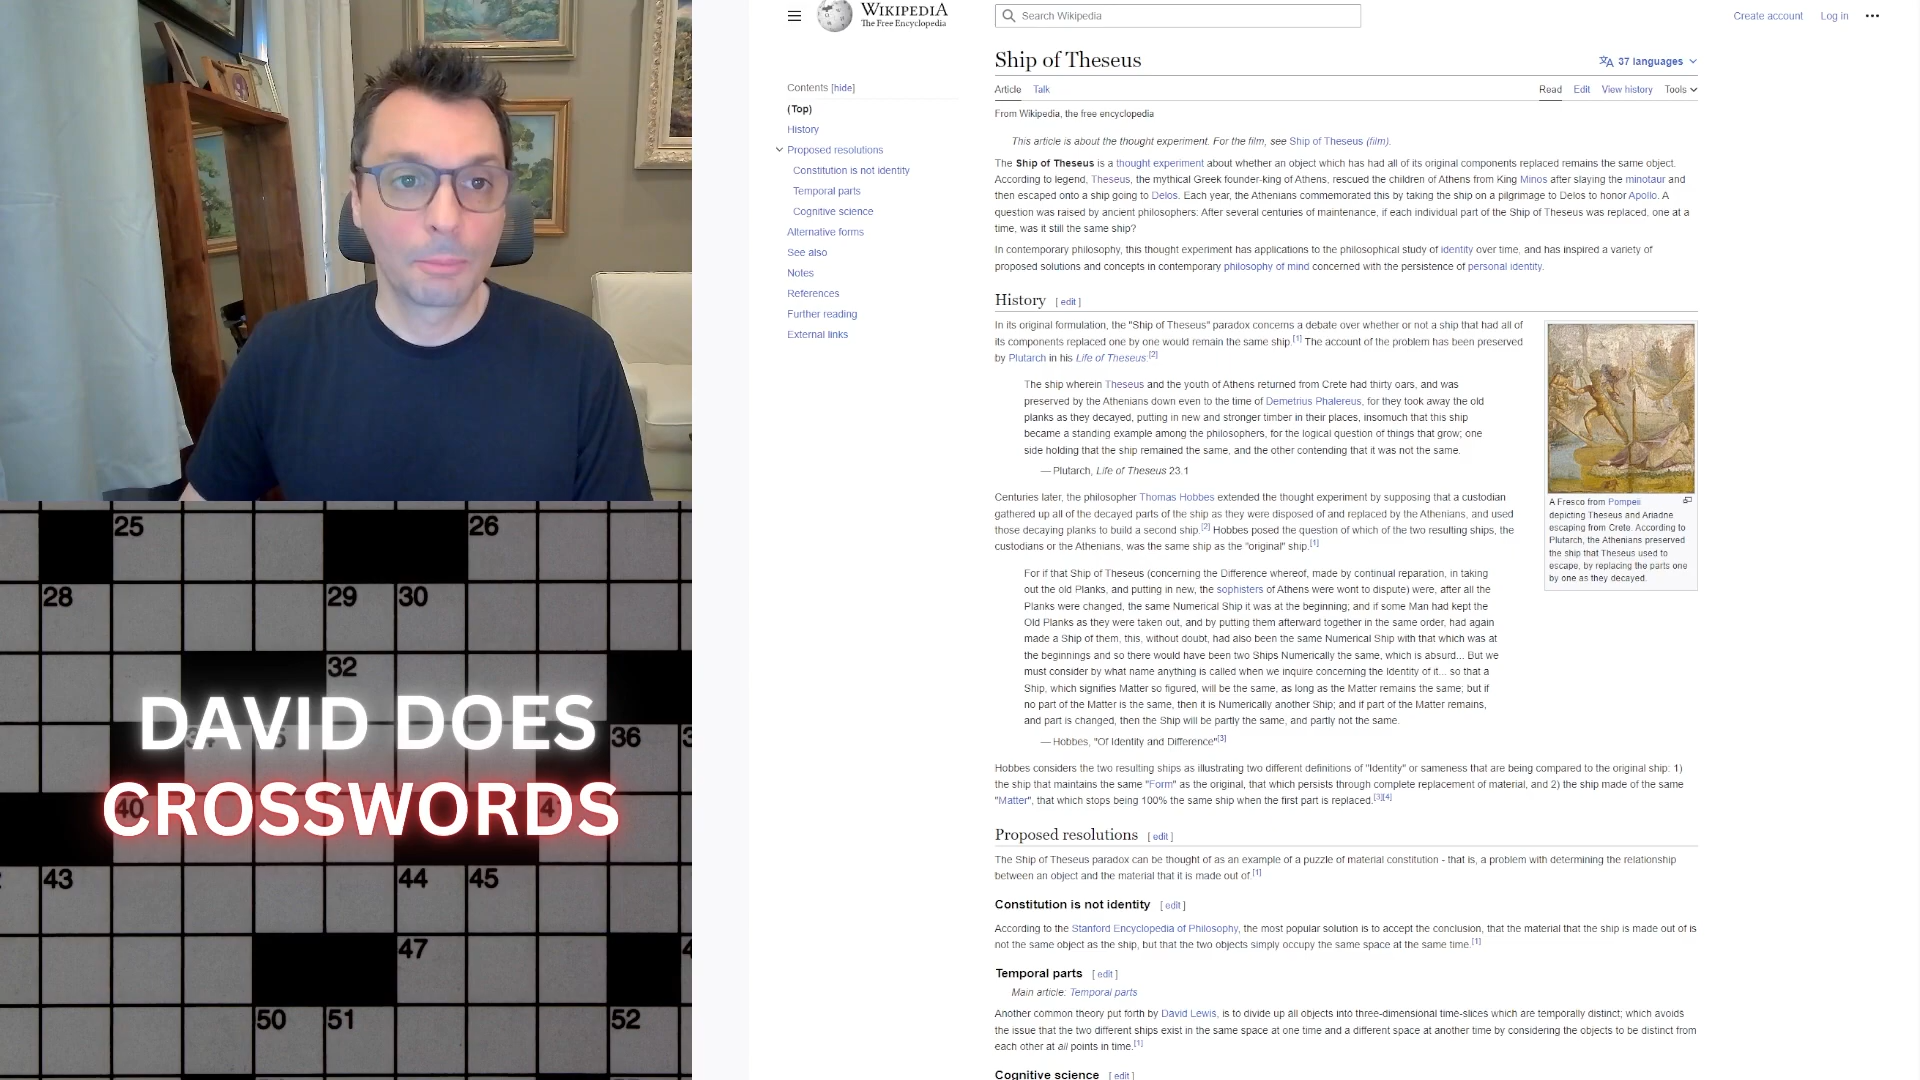 25
26
28
29
30
32
36
40
43
44
45
47
50
51
52
DAVID DOES
CROSSWORDS
WIKIPEDIA
The Free Encyclopedia
Search Wikipedia
Create account
Log in
Contents [hide]
(Top)
History
Proposed resolutions
Constitution is not identity
Temporal parts
Cognitive science
Alternative forms
See also
Notes
References
Further reading
External links
Ship of Theseus
37 languages
Article
Talk
Read
Edit
View history
Tools
From Wikipedia, the free encyclopedia
This article is about the thought experiment. For the film, see Ship of Theseus (film).
The Ship of Theseus is a thought experiment about whether an object which has had all of its original components replaced remains the same object.
According to legend, Theseus, the mythical Greek founder-king of Athens, rescued the children of Athens from King Minos after slaying the minotaur and
then escaped onto a ship going to Delos. Each year, the Athenians commemorated this by taking the ship on a pilgrimage to Delos to honor Apollo. A
question was raised by ancient philosophers: After several centuries of maintenance, if each individual part of the Ship of Theseus was replaced, one at a
time, was it still the same ship?
In contemporary philosophy, this thought experiment has applications to the philosophical study of identity over time, and has inspired a variety of
proposed solutions and concepts in contemporary philosophy of mind concerned with the persistence of personal identity.
History [ edit ]
In its original formulation, the "Ship of Theseus" paradox concerns a debate over whether or not a ship that had all of
its components replaced one by one would remain the same ship.[1] The account of the problem has been preserved
by Plutarch in his Life of Theseus:[2]
The ship wherein Theseus and the youth of Athens returned from Crete had thirty oars, and was
preserved by the Athenians down even to the time of Demetrius Phalereus, for they took away the old
planks as they decayed, putting in new and stronger timber in their places, insomuch that this ship
became a standing example among the philosophers, for the logical question of things that grow; one
side holding that the ship remained the same, and the other contending that it was not the same.
— Plutarch, Life of Theseus 23.1
Centuries later, the philosopher Thomas Hobbes extended the thought experiment by supposing that a custodian
gathered up all of the decayed parts of the ship as they were disposed of and replaced by the Athenians, and used
those decaying planks to build a second ship.[2] Hobbes posed the question of which of the two resulting ships, the
custodians or the Athenians, was the same ship as the "original" ship.[1]
For if that Ship of Theseus (concerning the Difference whereof, made by continual reparation, in taking
out the old Planks, and putting in new, the sophisters of Athens were wont to dispute) were, after all the
Planks were changed, the same Numerical Ship it was at the beginning; and if some Man had kept the
Old Planks as they were taken out, and by putting them afterward together in the same order, had again
made a Ship of them, this, without doubt, had also been the same Numerical Ship with that which was at
the beginnings and so there would have been two Ships Numerically the same, which is absurd... But we
must consider by what name anything is called when we inquire concerning the Identity of it... so that a
Ship, which signifies Matter so figured, will be the same, as long as the Matter remains the same; but if
no part of the Matter is the same, then it is Numerically another Ship; and if part of the Matter remains,
and part is changed, then the Ship will be partly the same, and partly not the same.
— Hobbes, "Of Identity and Difference"[3]
A Fresco from Pompeii
depicting Theseus and Ariadne
escaping from Crete. According to
Plutarch, the Athenians preserved
the ship that Theseus used to
escape, by replacing the parts one
by one as they decayed.
Hobbes considers the two resulting ships as illustrating two different definitions of "Identity" or sameness that are being compared to the original ship: 1)
the ship that maintains the same "Form" as the original, that which persists through complete replacement of material, and 2) the ship made of the same
"Matter", that which stops being 100% the same ship when the first part is replaced.[3][4]
Proposed resolutions [ edit ]
The Ship of Theseus paradox can be thought of as an example of a puzzle of material constitution - that is, a problem with determining the relationship
between an object and the material that it is made out of.[1]
Constitution is not identity [ edit ]
According to the Stanford Encyclopedia of Philosophy, the most popular solution is to accept the conclusion, that the material that the ship is made out of is
not the same object as the ship, but that the two objects simply occupy the same space at the same time.[1]
Temporal parts [ edit ]
Main article: Temporal parts
Another common theory put forth by David Lewis, is to divide up all objects into three-dimensional time-slices which are temporally distinct; which avoids
the issue that the two different ships exist in the same space at one time and a different space at another time by considering the objects to be distinct from
each other at all points in time.[1]
Cognitive science [ edit ]